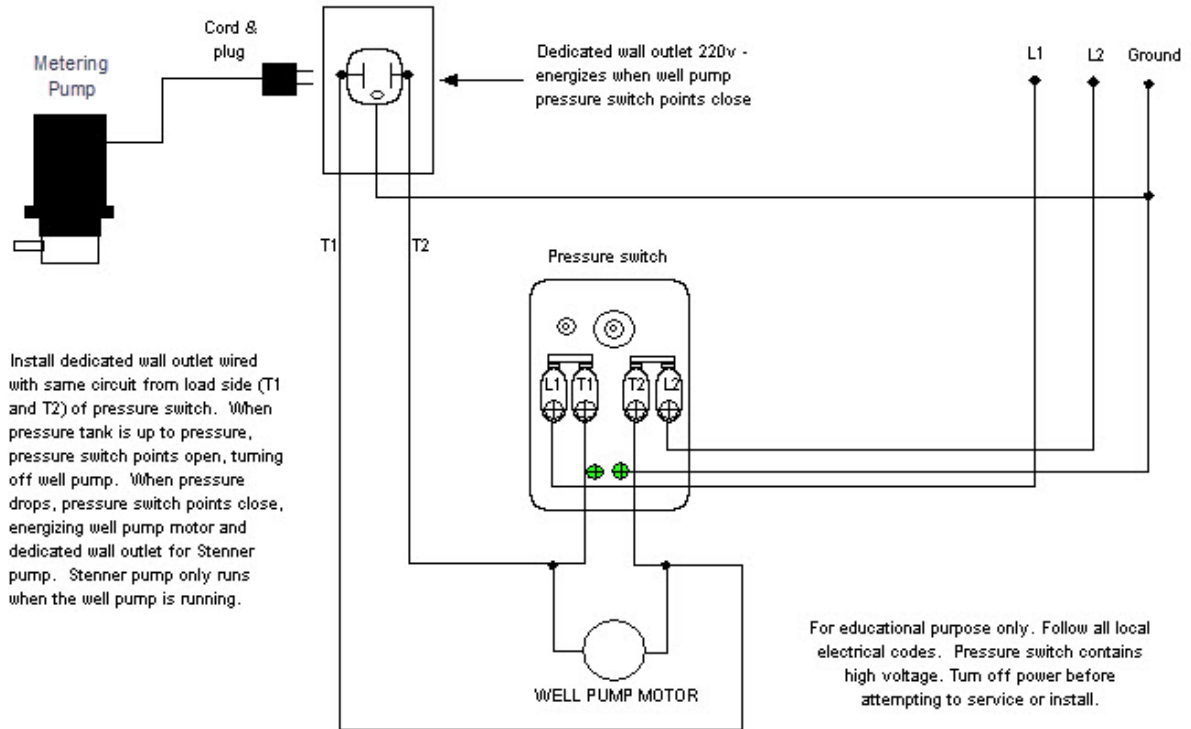 Cord &
plug
Metering
Pump
Dedicated wall outlet 220v -
energizes when well pump
pressure switch points close
L1
L2
Ground
T1
T2
Pressure switch
L1
T1
T2
L2
Install dedicated wall outlet wired
with same circuit from load side (T1
and T2) of pressure switch. When
pressure tank is up to pressure,
pressure switch points open, turning
off well pump. When pressure
drops, pressure switch points close,
energizing well pump motor and
dedicated wall outlet for Stenner
pump. Stenner pump only runs
when the well pump is running.
WELL PUMP MOTOR
For educational purpose only. Follow all local
electrical codes. Pressure switch contains
high voltage. Turn off power before
attempting to service or install.